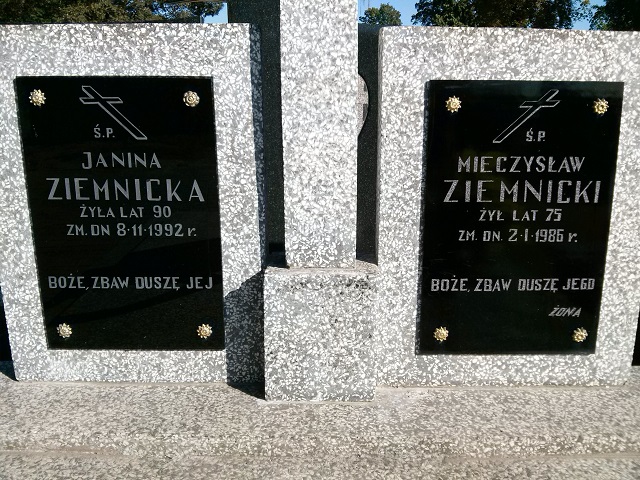 Ś.P.
JANINA
ZIEMNICKA
ŻYŁA LAT 90
ZM. DN 8·11·1992 r.
BOŻE, ZBAW DUSZĘ JEJ
Ś.P.
MIECZYSŁAW
ZIEMNICKI
ŻYŁ LAT 75
ZM. DN. 2·I·1986 r.
BOŻE, ZBAW DUSZĘ JEGO
ŻONA